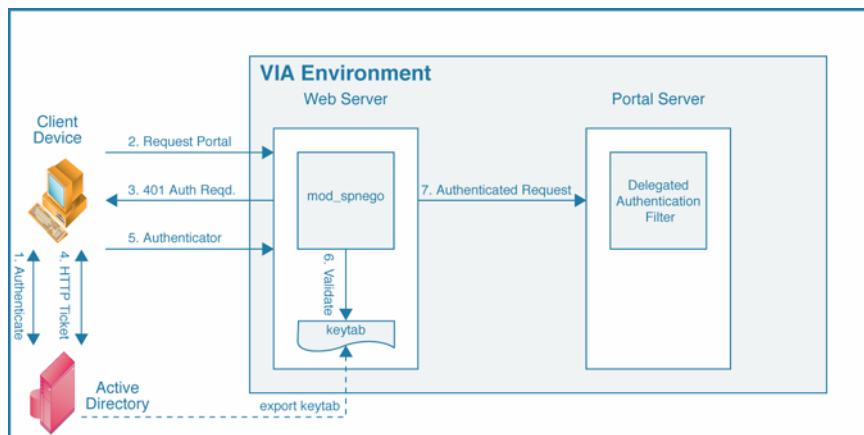 VIA Environment
Web Server
Portal Server
Client
Device
2. Request Portal
3. 401 Auth Reqd.
mod_spnego
7. Authenticated Request
Delegated
Authentication
Filter
5. Authenticator
1. Authenticate
4. HTTP Ticket
6. Validate
keytab
Active
Directory
export keytab